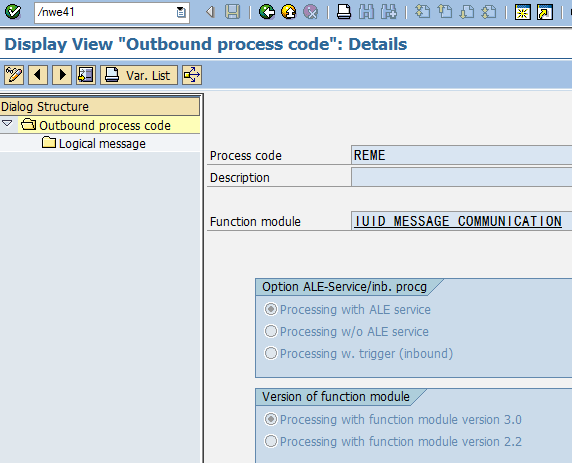 /nwe41
Display View "Outbound process code": Details
Var. List
Dialog Structure
Outbound process code
Logical message
Process code REME
Description
Function module IUID_MESSAGE_COMMUNICATION
Option ALE-Service/inb. procg
Processing with ALE service
Processing w/o ALE service
Processing w. trigger (inbound)
Version of function module
Processing with function module version 3.0
Processing with function module version 2.2